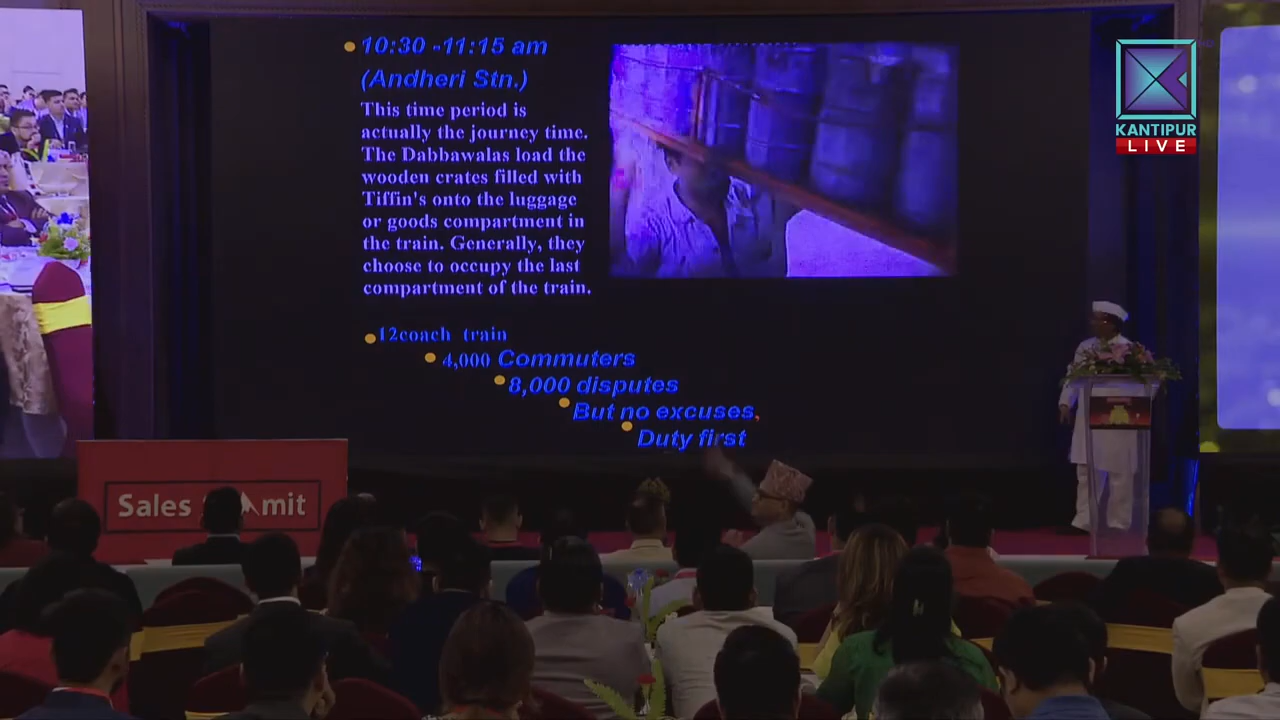 10:30 -11:15 am
(Andheri Stn.)
This time period is
actually the journey time.
The Dabbawalas load the
wooden crates filled with
Tiffin's onto the luggage
or goods compartment in
the train. Generally, they
choose to occupy the last
compartment of the train.
12coach train
4,000 Commuters
8,000 disputes
But no excuses,
Duty first
KANTIPUR
LIVE
Sales mit